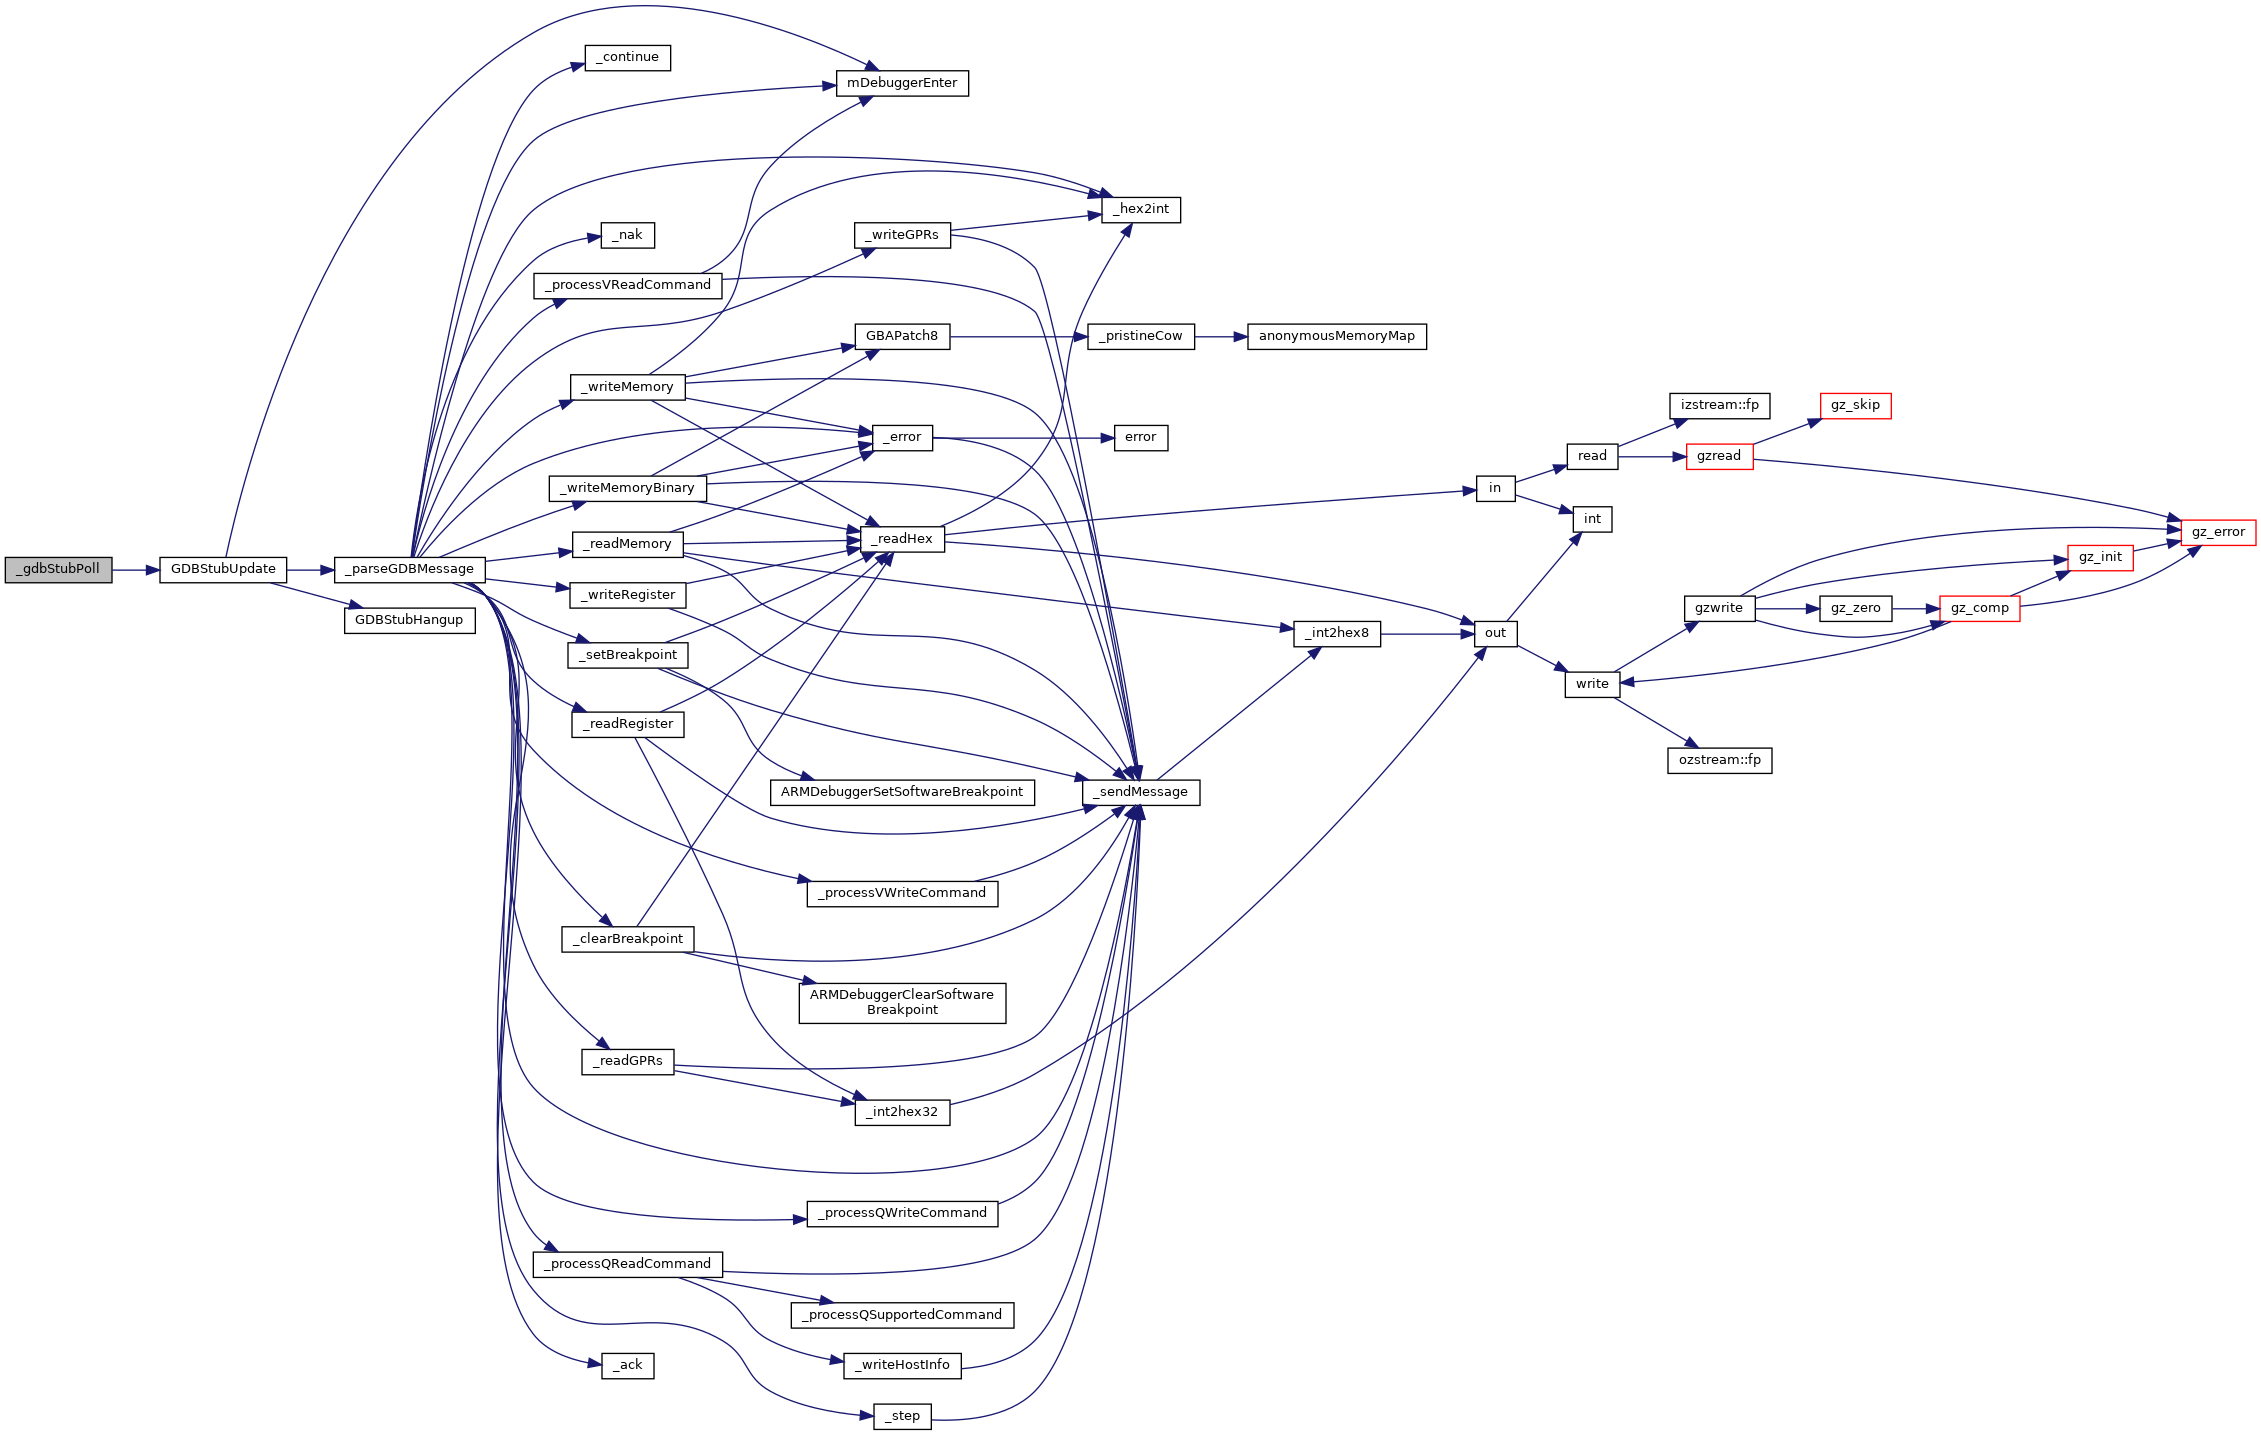 _gdbStubPoll
GDBStubUpdate
_parseGDBMessage
GDBStubHangup
_continue
mDebuggerEnter
_nak
_hex2int
_writeGPRs
_processVReadCommand
GBAPatch8
_pristineCow
anonymousMemoryMap
_writeMemory
_error
error
_writeMemoryBinary
_readMemory
_readHex
_writeRegister
_setBreakpoint
_readRegister
ARMDebuggerSetSoftwareBreakpoint
_sendMessage
_processVWriteCommand
_clearBreakpoint
ARMDebuggerClearSoftware
Breakpoint
_readGPRs
_int2hex32
_processQWriteCommand
_processQReadCommand
_processQSupportedCommand
_ack
_writeHostInfo
_step
_int2hex8
in
out
read
int
write
izstream::fp
gzread
gz_skip
gzwrite
gz_zero
gz_comp
gz_init
gz_error
ozstream::fp